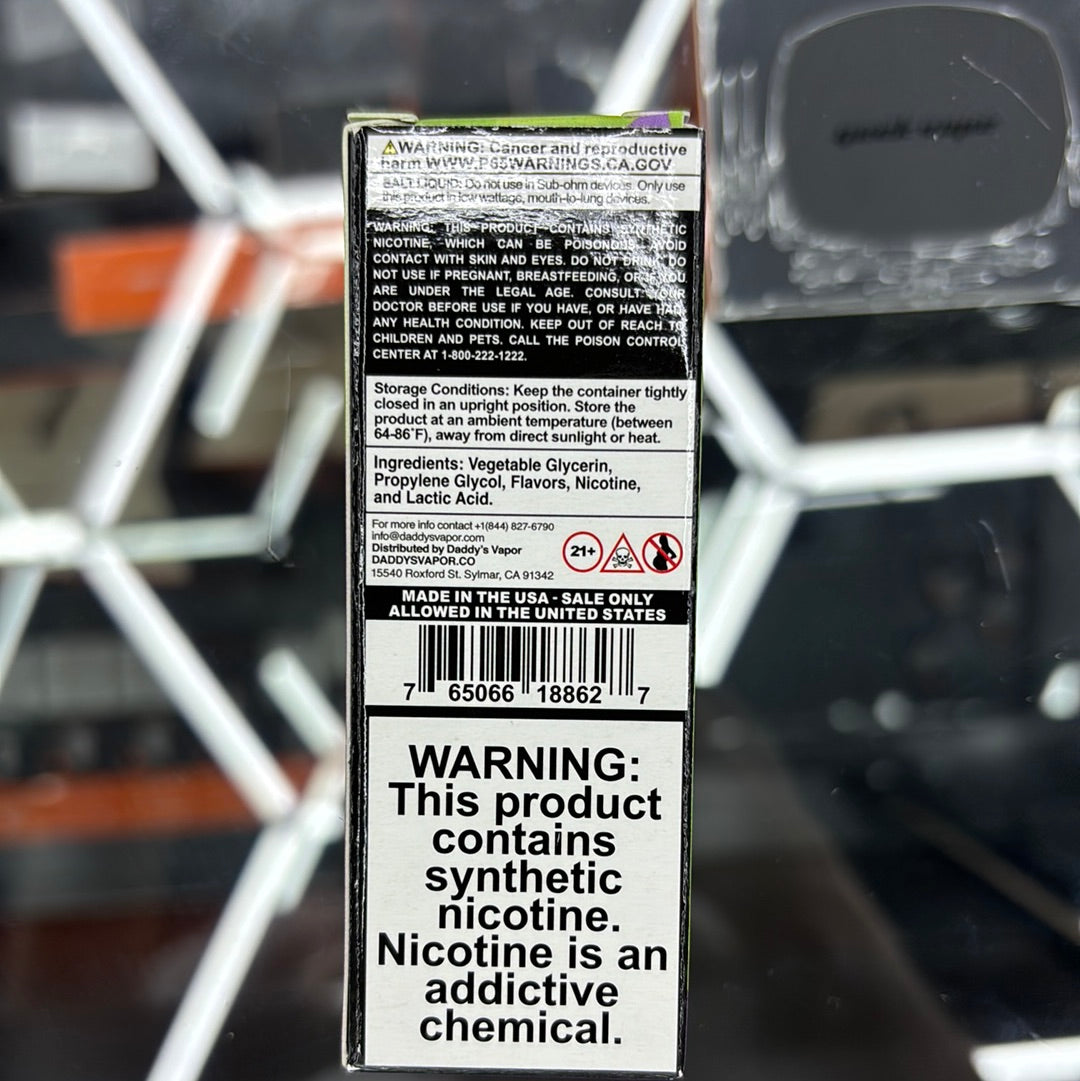 WARNING: Cancer and reproductive
harm WWW.P65WARNINGS.CA.GOV
SALT LIQUID: Do not use in Sub-ohm devices. Only use
this product in low wattage, mouth-to-lung devices.
WARNING: THIS PRODUCT CONTAINS SYNTHETIC
NICOTINE, WHICH CAN BE POISONOUS. AVOID
CONTACT WITH SKIN AND EYES. DO NOT DRINK. DO
NOT USE IF PREGNANT, BREASTFEEDING, OR IF YOU
ARE UNDER THE LEGAL AGE. CONSULT YOUR
DOCTOR BEFORE USE IF YOU HAVE, OR HAVE HAD
ANY HEALTH CONDITION. KEEP OUT OF REACH TO
CHILDREN AND PETS. CALL THE POISON CONTROL
CENTER AT 1-800-222-1222.
Storage Conditions: Keep the container tightly
closed in an upright position. Store the
product at an ambient temperature (between
64-86°F), away from direct sunlight or heat.
Ingredients: Vegetable Glycerin,
Propylene Glycol, Flavors, Nicotine,
and Lactic Acid.
For more info contact +1(844) 827-6790
info@daddysvapor.com
Distributed by Daddy's Vapor
DADDYSVAPOR.CO
15540 Roxford St. Sylmar, CA 91342
21+
MADE IN THE USA - SALE ONLY
ALLOWED IN THE UNITED STATES
7 65066 18862 7
WARNING:
This product
contains
synthetic
nicotine.
Nicotine is an
addictive
chemical.